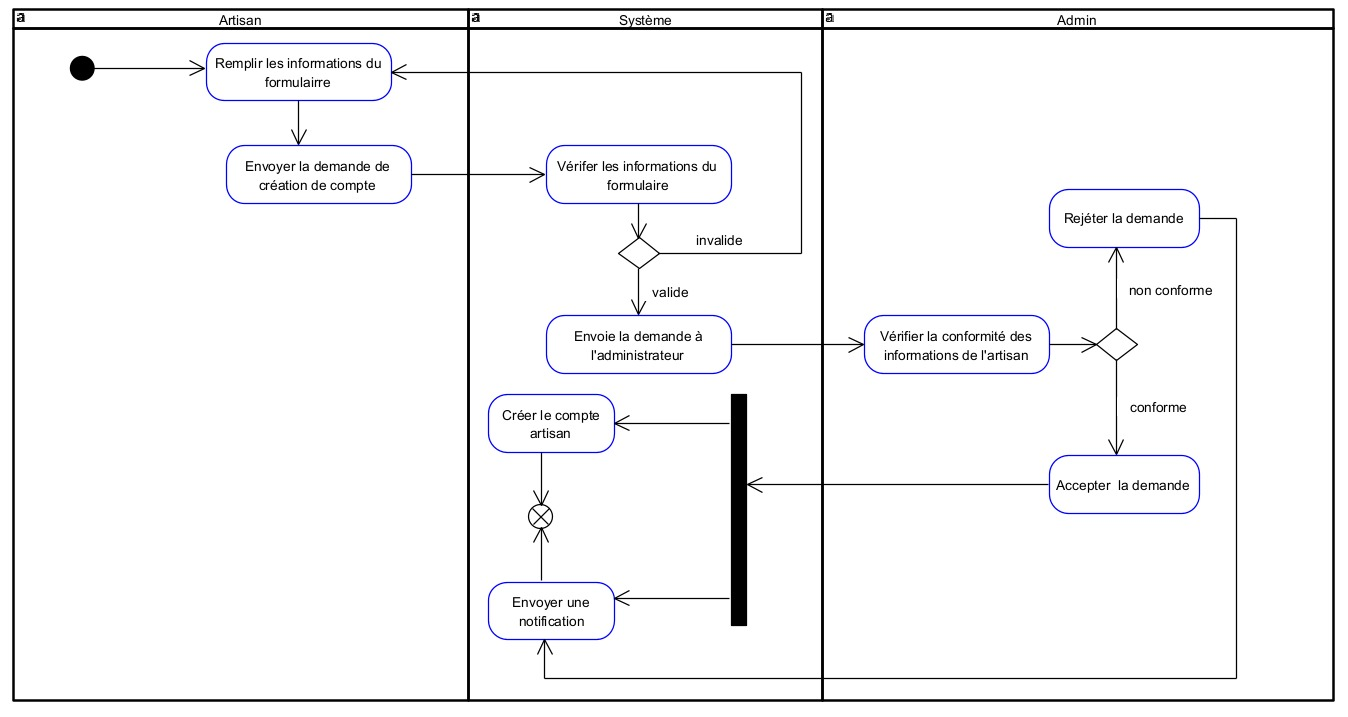 a
Artisan
a
Système
a
Admin
Remplir les informations du
formulairre
Envoyer la demande de
création de compte
Vérifer les informations du
formulaire
invalide
valide
Envoie la demande à
l'administrateur
Rejéter la demande
non conforme
Vérifier la conformité des
informations de l'artisan
conforme
Accepter la demande
Créer le compte
artisan
Envoyer une
notification